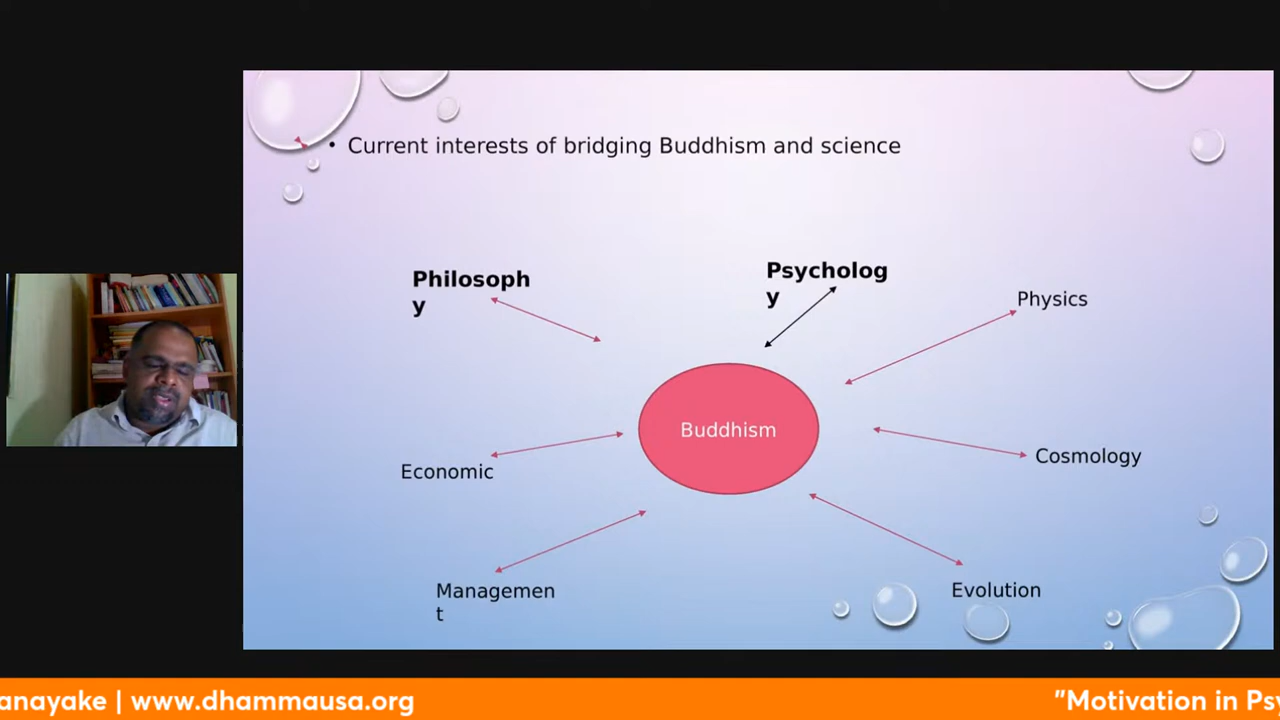 • Current interests of bridging Buddhism and science
Philosoph
y
Psycholog
y
Physics
Buddhism
Economic
Cosmology
Managemen
t
Evolution
anayake | www.dhammausa.org
"Motivation in Psy